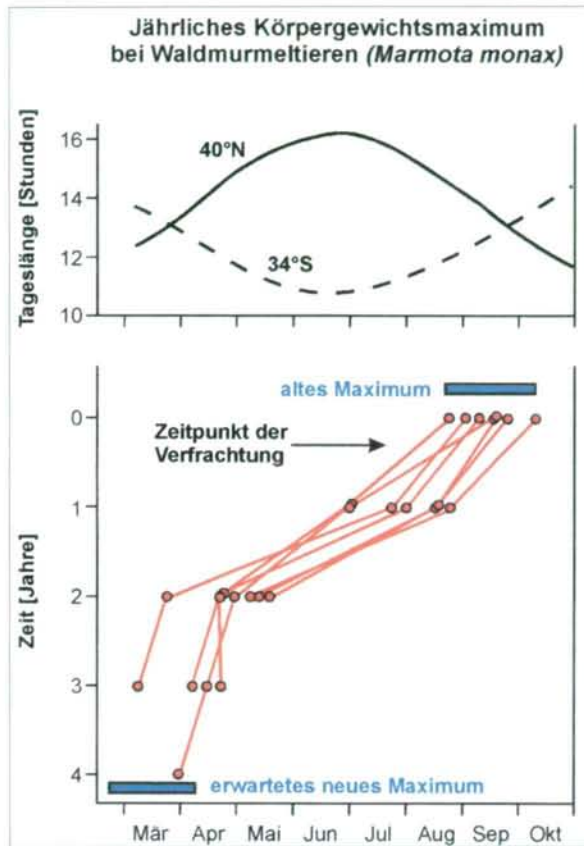 Jährliches Körpergewichtsmaximum
bei Waldmurmeltieren (Marmota monax)
Tageslänge [Stunden]
16
14
12
10
40°N
34°S
altes Maximum
Zeitpunkt der
Verfrachtung
Zeit [Jahre]
0
1
2
3
4
erwartetes neues Maximum
Mär Apr Mai Jun Jul Aug Sep Okt